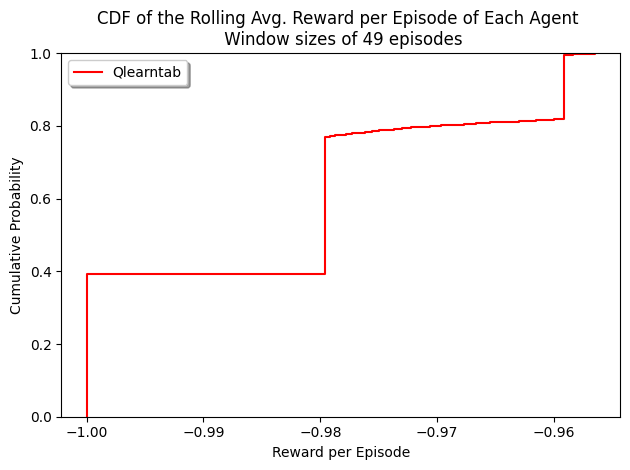 CDF of the Rolling Avg. Reward per Episode of Each Agent
Window sizes of 49 episodes
Qlearntab
Cumulative Probability
1.0
0.8
0.6
0.4
0.2
0.0
−1.00 −0.99 −0.98 −0.97 −0.96
Reward per Episode